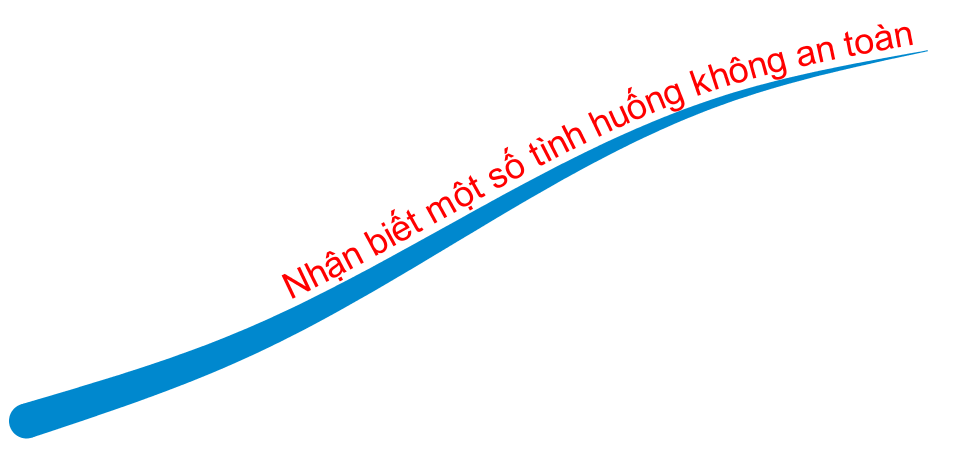 Nhận biết một số tình huống không an toàn